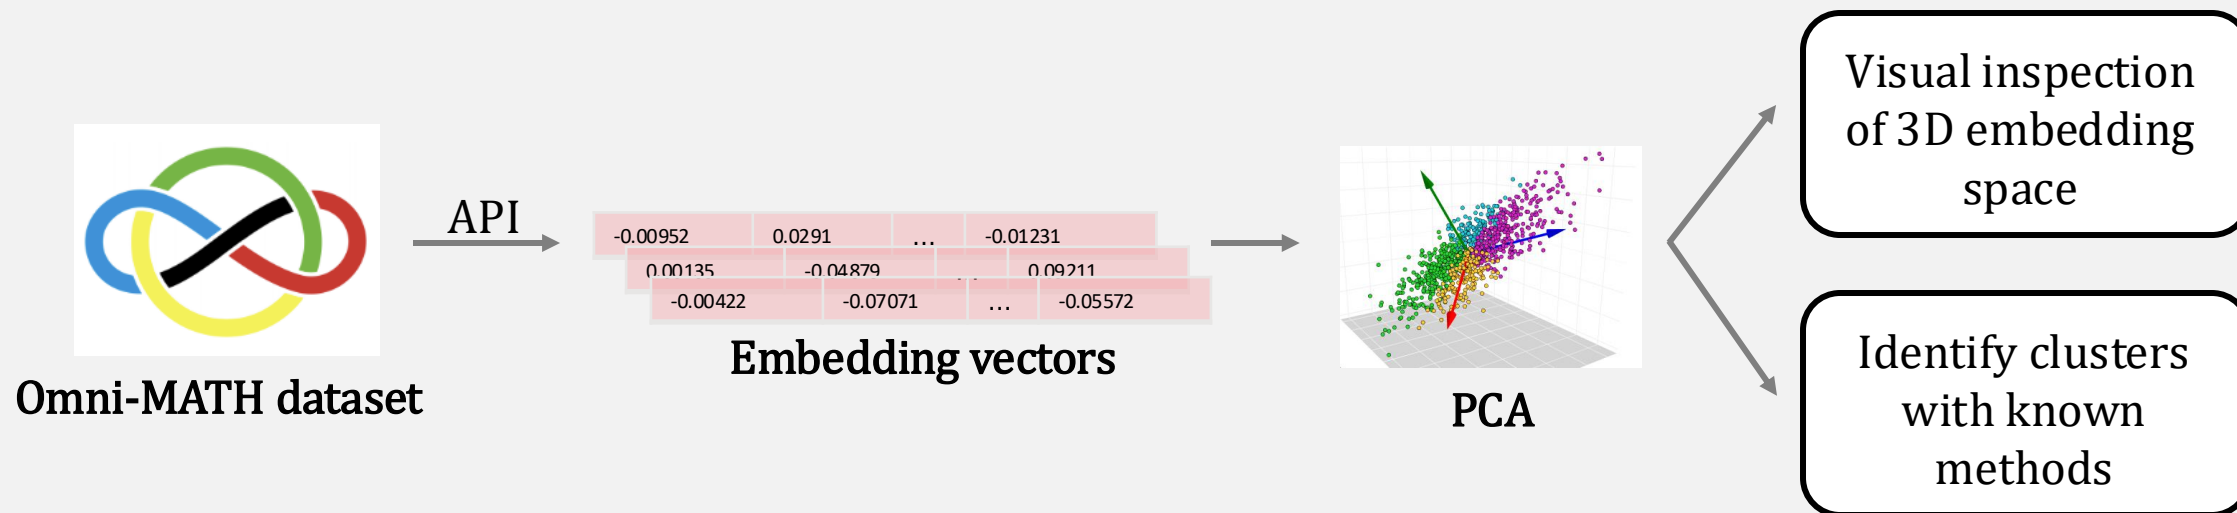 Omni-MATH dataset
API
-0.00952 0.0291 ... -0.01231
0.00135 -0.04879 0.09211
-0.00422 -0.07071 ... -0.05572
Embedding vectors
PCA
Visual inspection
of 3D embedding
space
Identify clusters
with known
methods